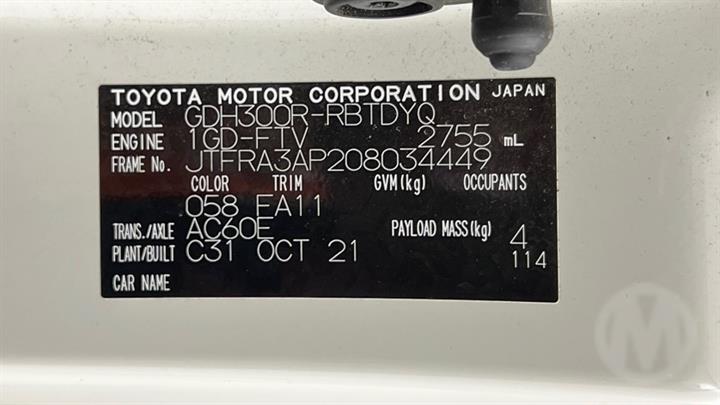 TOYOTA MOTOR CORPORATION JAPAN
MODEL GDH300R-RBTDYQ
ENGINE 1GD-FTV 2755 mL
FRAME No. JTFRA3AP208034449
COLOR TRIM GVM(kg) OCCUPANTS
058 FA11
TRANS./AXLE AC60E PAYLOAD MASS(kg) 4
PLANT/BUILT C31 OCT 21 114
CAR NAME
M